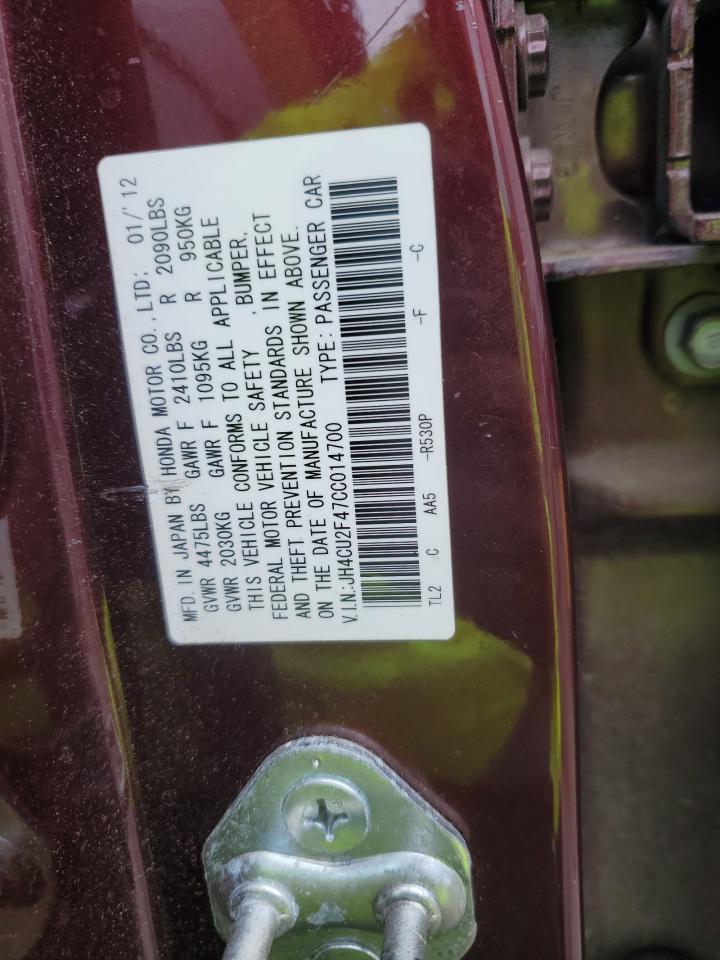 MFD. IN JAPAN BY HONDA MOTOR CO., LTD: 01/'12
GVWR 4475LBS GAWR F 2410LBS R 2090LBS
GVWR 2030KG GAWR F 1095KG R 950KG
THIS VEHICLE CONFORMS TO ALL APPLICABLE
FEDERAL MOTOR VEHICLE SAFETY ,BUMPER,
AND THEFT PREVENTION STANDARDS IN EFFECT
ON THE DATE OF MANUFACTURE SHOWN ABOVE.
V.I.N.:JH4CU2F47CC014700 TYPE:PASSENGER CAR
TL2 C AA5 -R530P -F -C